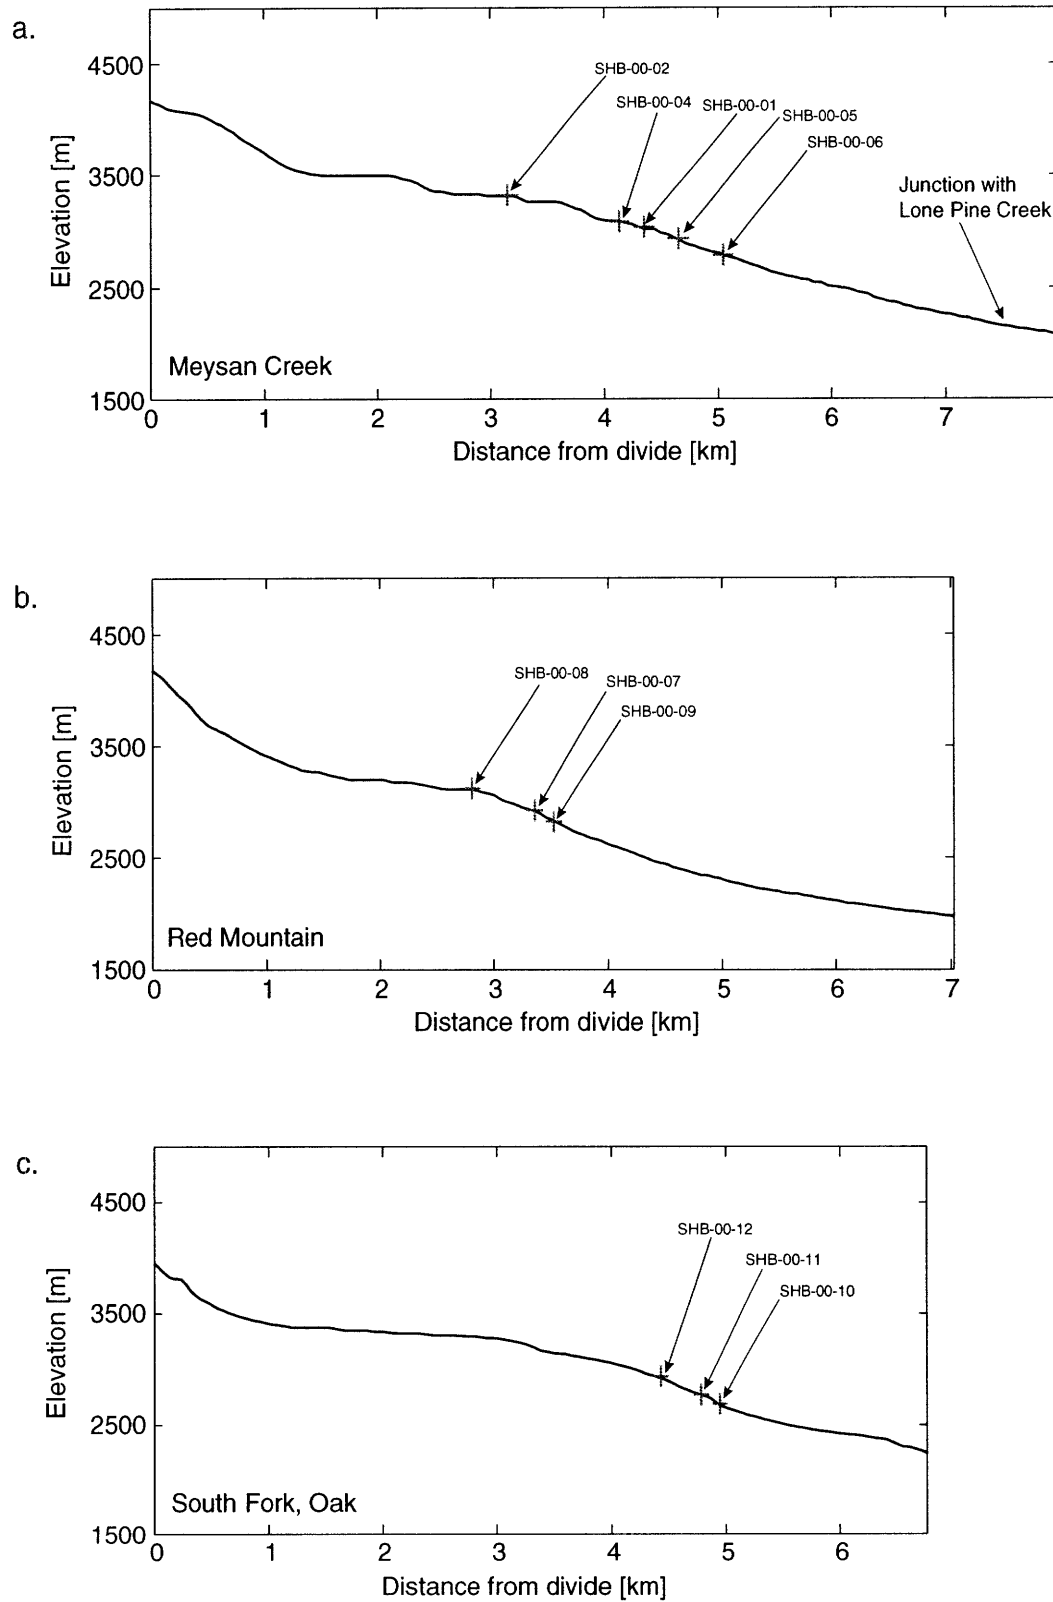 a.
4500
3500
2500
1500
Elevation [m]
SHB-00-02
SHB-00-04
SHB-00-01
SHB-00-05
SHB-00-06
Junction with
Lone Pine Creek
Meysan Creek
0 1 2 3 4 5 6 7
Distance from divide [km]
b.
4500
3500
2500
1500
Elevation [m]
SHB-00-08
SHB-00-07
SHB-00-09
Red Mountain
0 1 2 3 4 5 6 7
Distance from divide [km]
c.
4500
3500
2500
1500
Elevation [m]
SHB-00-12
SHB-00-11
SHB-00-10
South Fork, Oak
0 1 2 3 4 5 6
Distance from divide [km]